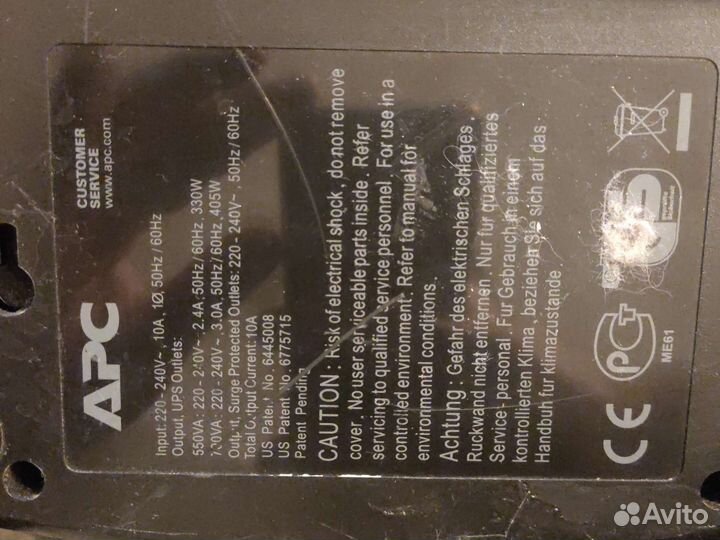 APC
CUSTOMER
SERVICE
www.apc.com
Input: 220 - 240V~, 10A, 1Ø, 50Hz / 60Hz
Output, UPS Outlets:
550VA : 220 - 240V~, 2.4A, 50Hz / 60Hz, 330W
700VA : 220 - 240V~, 3.0A, 50Hz / 60Hz, 405W
Output, Surge Protected Outlets: 220 - 240V~, 50Hz / 60Hz
Total Output Current: 10A
US Patent No. 6445008
US Patent No. 6775715
Patent Pending
CAUTION : Risk of electrical shock, do not remove
cover. No user serviceable parts inside. Refer
servicing to qualified service personnel. For use in a
controlled environment. Refer to manual for
environmental conditions.
Achtung : Gefahr des elektrischen Schlages.
Ruckwand nicht entfernen. Nur fur qualifiziertes
Service- personal. Fur Gebrauch in einem
kontrollierten Klima, beziehen Sie sich auf das
Handbuh fur klimazustande.
CE
PCT
ME61
Avito